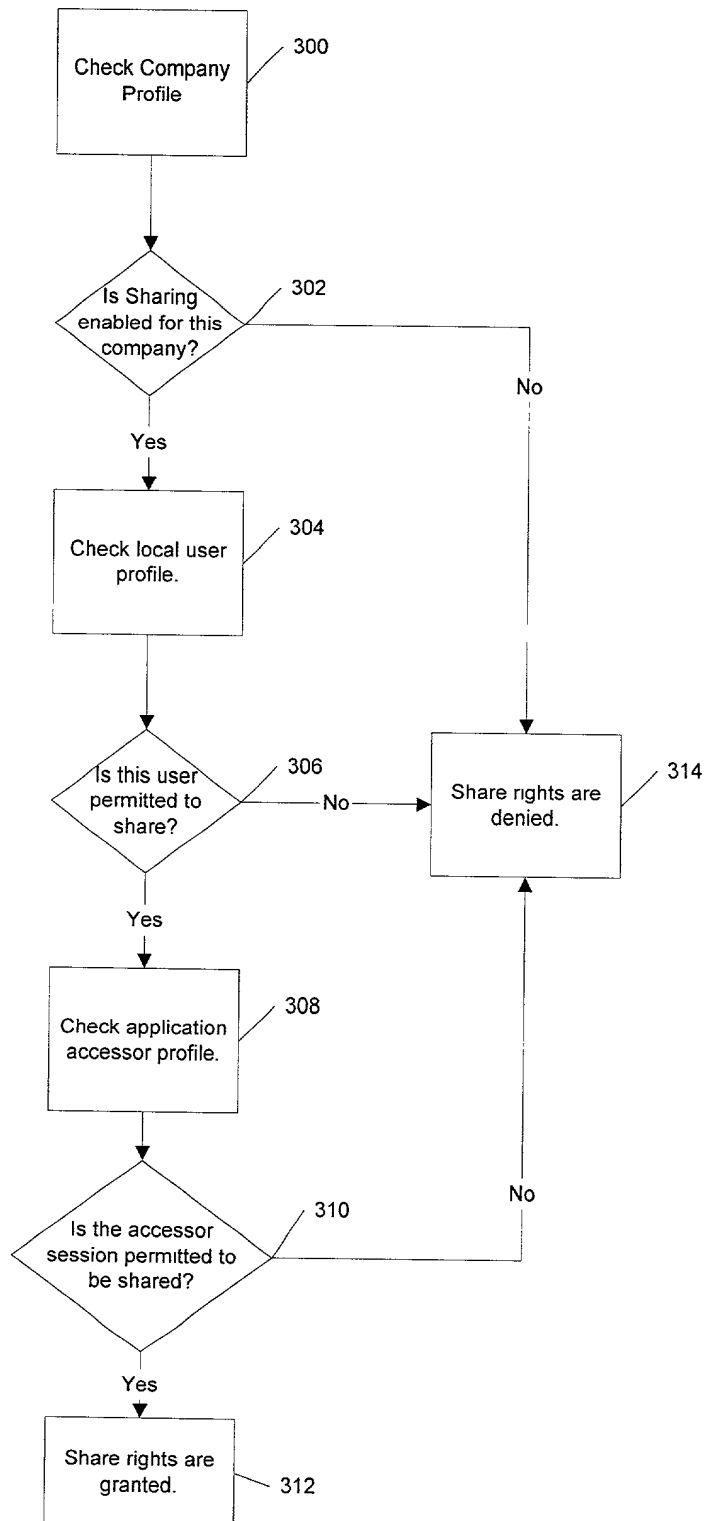 Check Company
Profile
300
Is Sharing
enabled for this
company?
302
No
Yes
Check local user
profile.
304
Is this user
permitted to
share?
306
No
Share rights are
denied.
314
Yes
Check application
accessor profile.
308
Is the accessor
session permitted to
be shared?
310
No
Yes
Share rights are
granted.
312